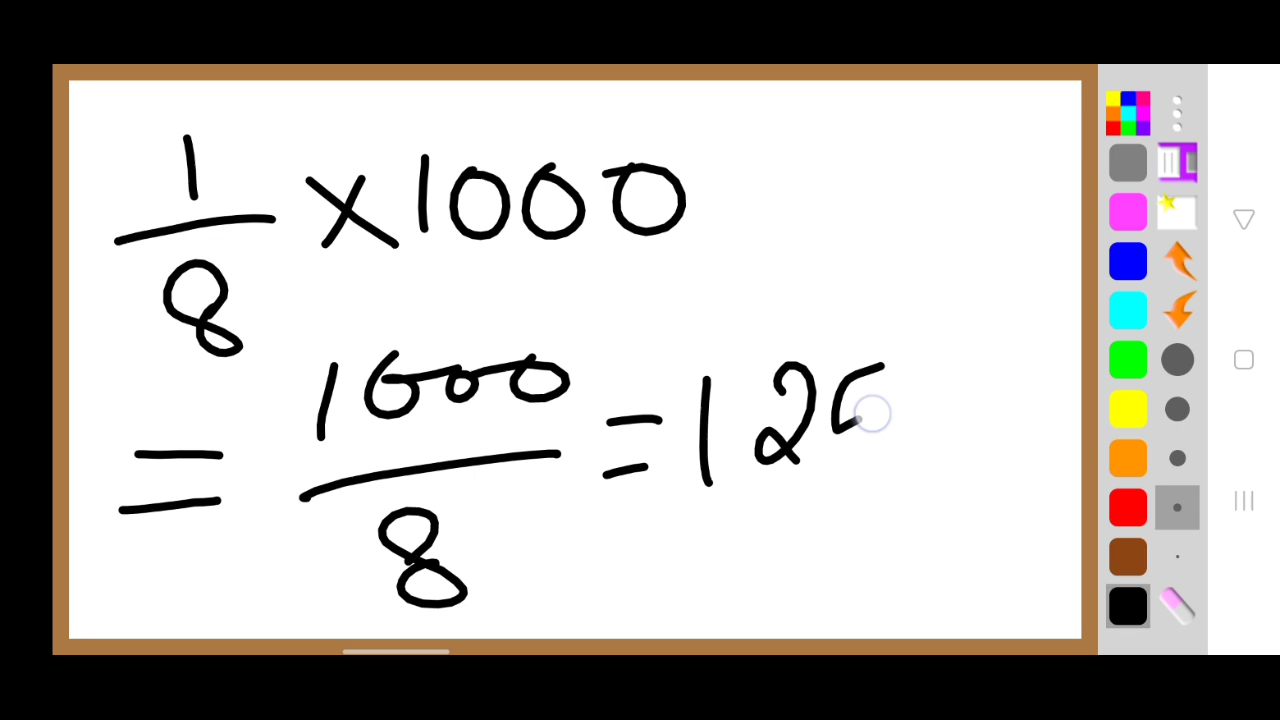 1/8 ×1000
= 1000/8 = 12